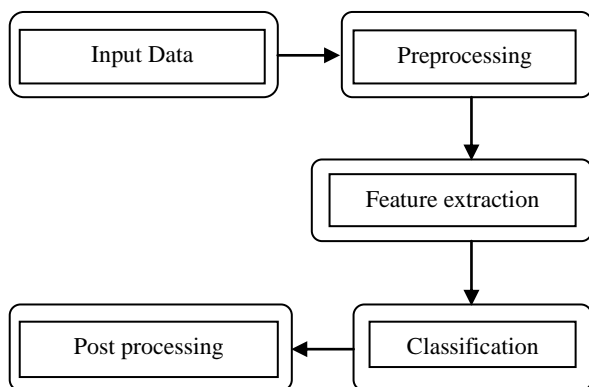 Input Data
Preprocessing
Feature extraction
Classification
Post processing